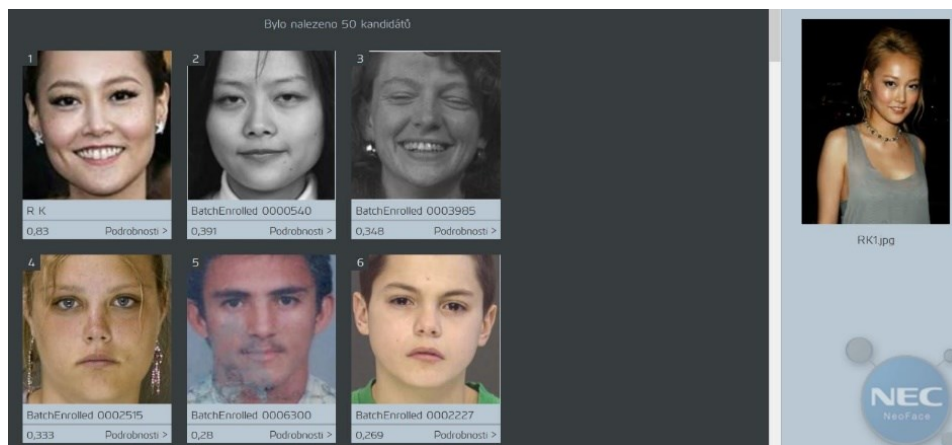 Bylo nalezeno 50 kandidátů
1
R K
0,83 Podrobnosti >
2
BatchEnrolled 0000540
0,391 Podrobnosti >
3
BatchEnrolled 0003985
0,348 Podrobnosti >
4
BatchEnrolled 0002515
0,333 Podrobnosti >
5
BatchEnrolled 0006300
0,28 Podrobnosti >
6
BatchEnrolled 0002227
0,269 Podrobnosti >
RK1.jpg
NEC
NeoFace